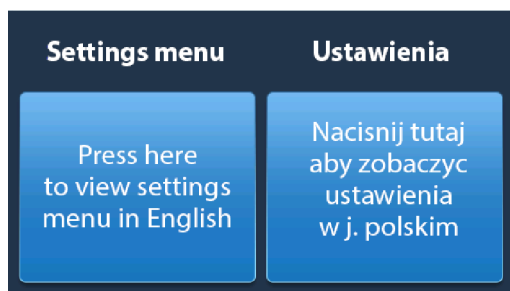 Settings menu
Ustawienia
Press here
to view settings
menu in English
Nacisnij tutaj
aby zobaczyc
ustawienia
w j. polskim